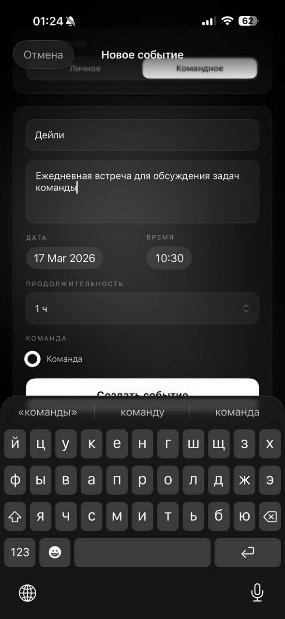 01:24
62
Отмена
Новое событие
Личное
Командное
Дейли
Ежедневная встреча для обсуждения задач
команды
ДАТА
ВРЕМЯ
17 Mar 2026
10:30
ПРОДОЛЖИТЕЛЬНОСТЬ
1 ч
КОМАНДА
Команда
Создать событие
«команды»
команду
команда
й ц у к е н г ш щ з х
ф ы в а п р о л д ж э
я ч с м и т ь б ю
123